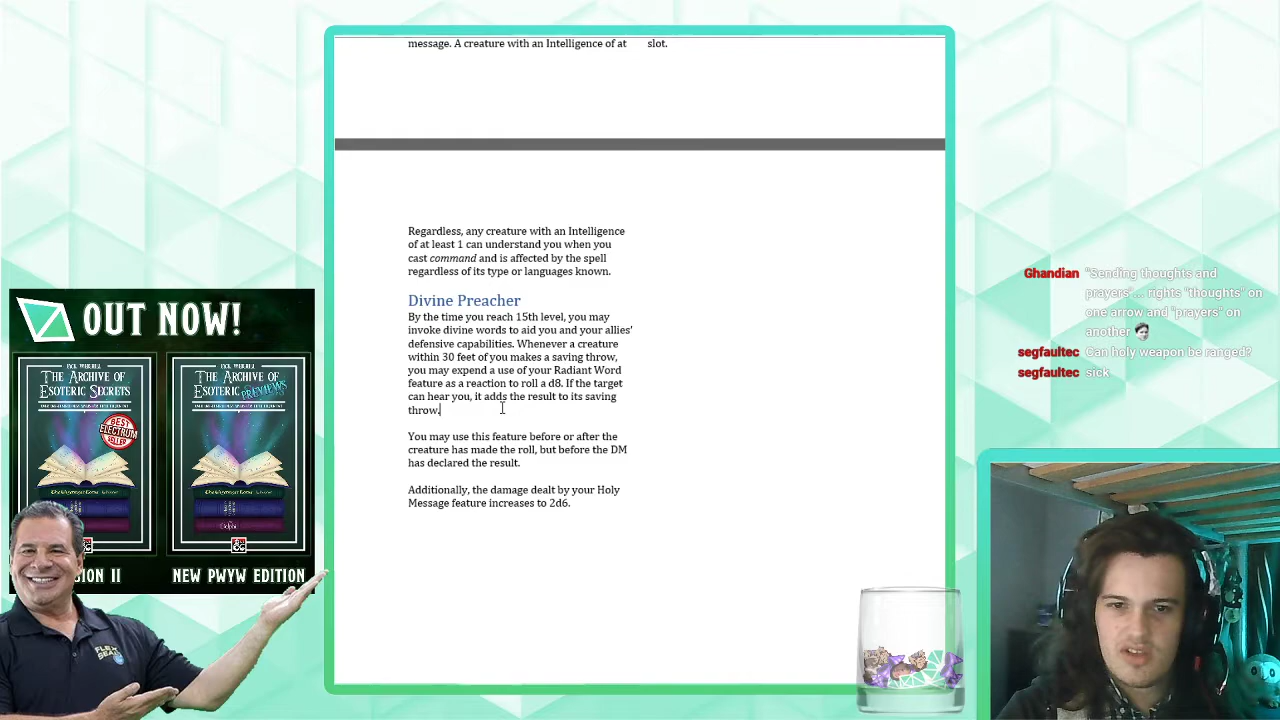 message. A creature with an Intelligence of at
slot.
Regardless, any creature with an Intelligence
of at least 1 can understand you when you
cast command and is affected by the spell
regardless of its type or languages known.
Divine Preacher
By the time you reach 15th level, you may
invoke divine words to aid you and your allies'
defensive capabilities. Whenever a creature
within 30 feet of you makes a saving throw,
you may expend a use of your Radiant Word
feature as a reaction to roll a d8. If the target
can hear you, it adds the result to its saving
throw.
You may use this feature before or after the
creature has made the roll, but before the DM
has declared the result.
Additionally, the damage dealt by your Holy
Message feature increases to 2d6.
OUT NOW!
THE ARCHIVE OF
ESOTERIC SECRETS
BEST
ELECTRUM
SELLER
THE ARCHIVE OF
ESOTERIC
PREVIEWS
ION II
NEW PWYW EDITION
Ghandian "Sending thoughts and
prayers"... rights "thoughts" on
one arrow and "prayers" on
another
segfaultec Can holy weapon be ranged?
segfaultec sick